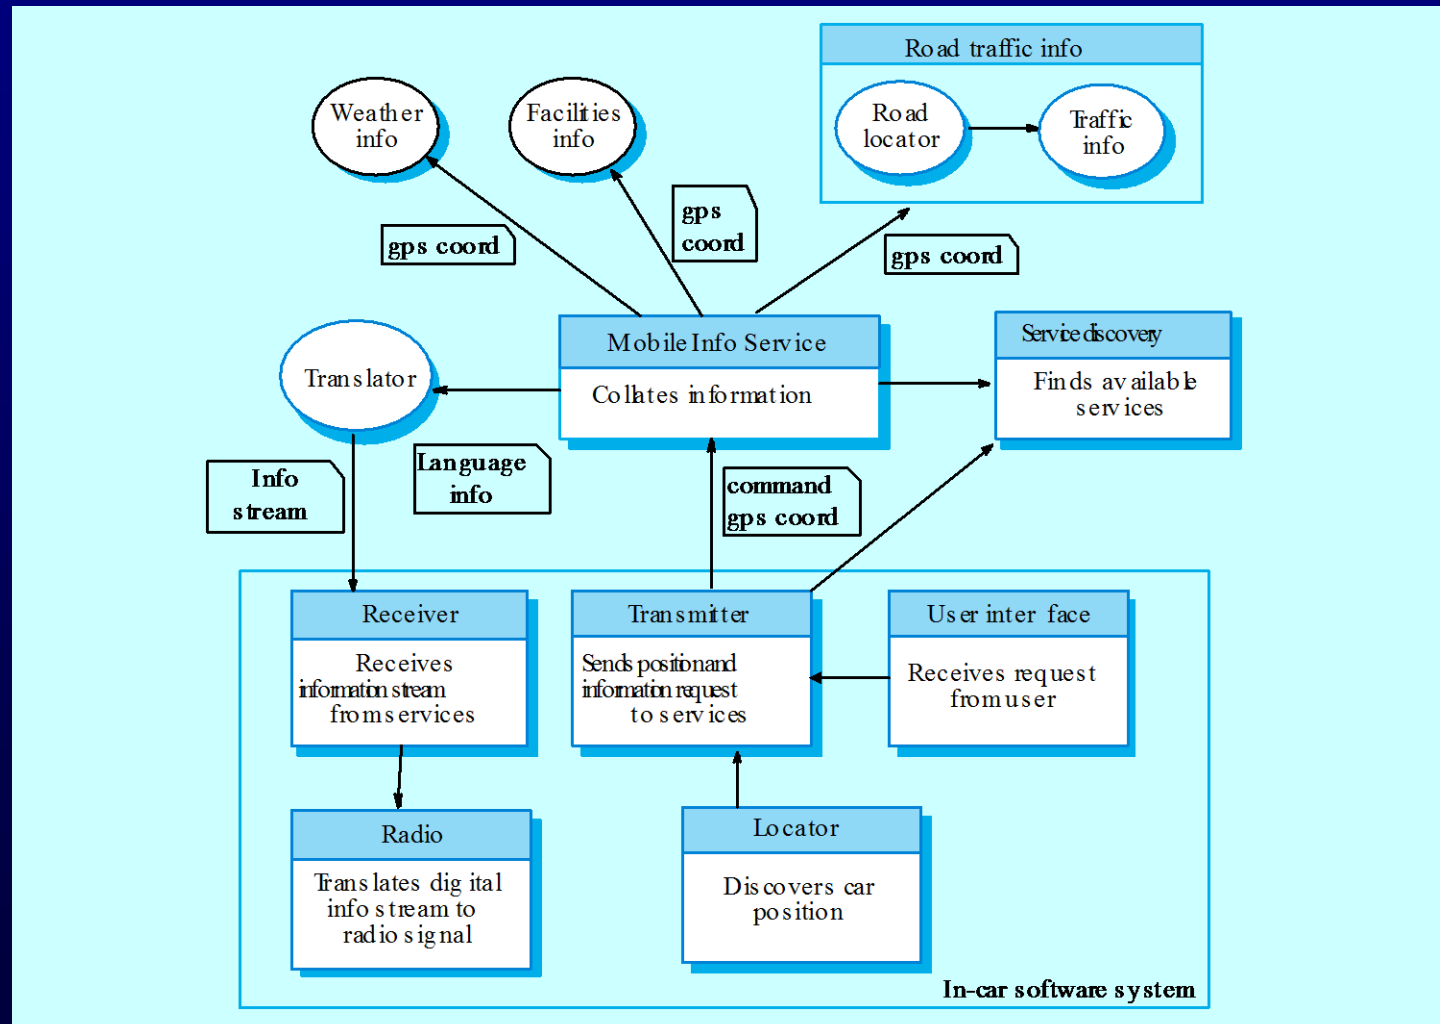 Road traffic info
Weather
info
Facilities
info
Road
locator
Traffic
info
gps coord
gps
coord
gps coord
Mobile Info Service
Collates information
Service discovery
Finds available
services
Translator
Info
stream
Language
info
command
gps coord
Receiver
Receives
information stream
from services
Transmitter
Sends position and
information request
to services
User inter face
Receives request
from user
Radio
Translates digital
info stream to
radio signal
Locator
Discovers car
position
In-car software system